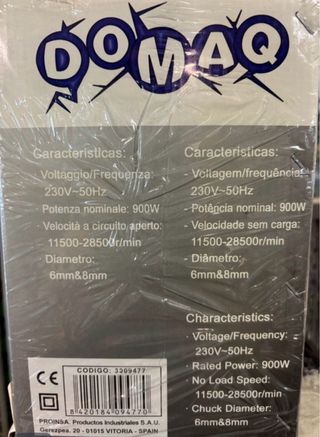 DOMAQ
Caracteristicas:
Voltaggio/Frequenza:
230V~50Hz
- Potenza nominale: 900W
- Velocità a circuito aperto:
11500-28500r/min
- Diametro:
6mm&8mm
Características:
- Voltagem/frequência:
230V~50Hz
- Potência nominal: 900W
- Velocidade sem carga:
11500-28500r/min
- Diâmetro:
6mm&8mm
Characteristics:
- Voltage/Frequency:
230V~50Hz
- Rated Power: 900W
- No Load Speed:
11500-28500r/min
- Chuck Diameter:
6mm&8mm
CE
CODIGO: 3309477
8 420184 094770
PROINSA. Productos Industriales S.A.U.
Gerezpea, 20 - 01015 VITORIA - SPAIN